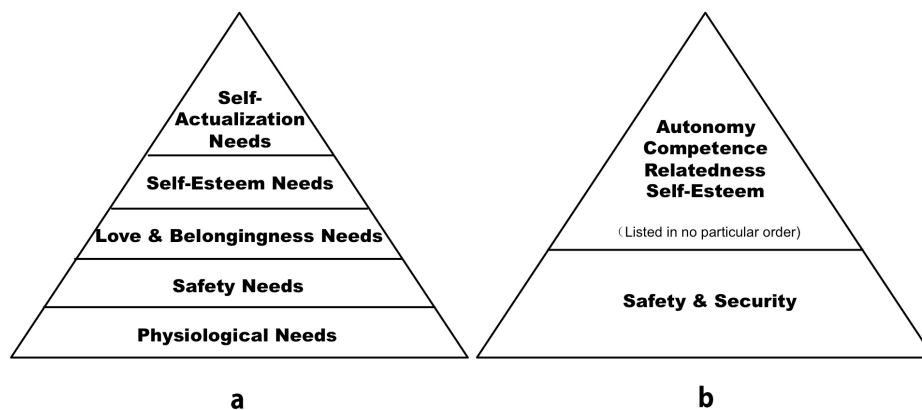 Self-
Actualization
Needs
Self-Esteem Needs
Love & Belongingness Needs
Safety Needs
Physiological Needs
a
Autonomy
Competence
Relatedness
Self-Esteem
（Listed in no particular order)
Safety & Security
b